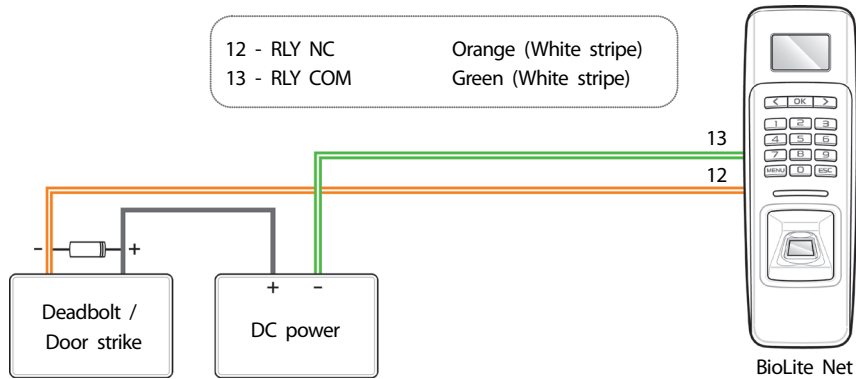 12 - RLY NC Orange (White stripe)
13 - RLY COM Green (White stripe)
13
12
< OK >
1 2 3
4 5 6
7 8 9
MENU 0 ESC
- +
+ -
Deadbolt /
Door strike
DC power
BioLite Net